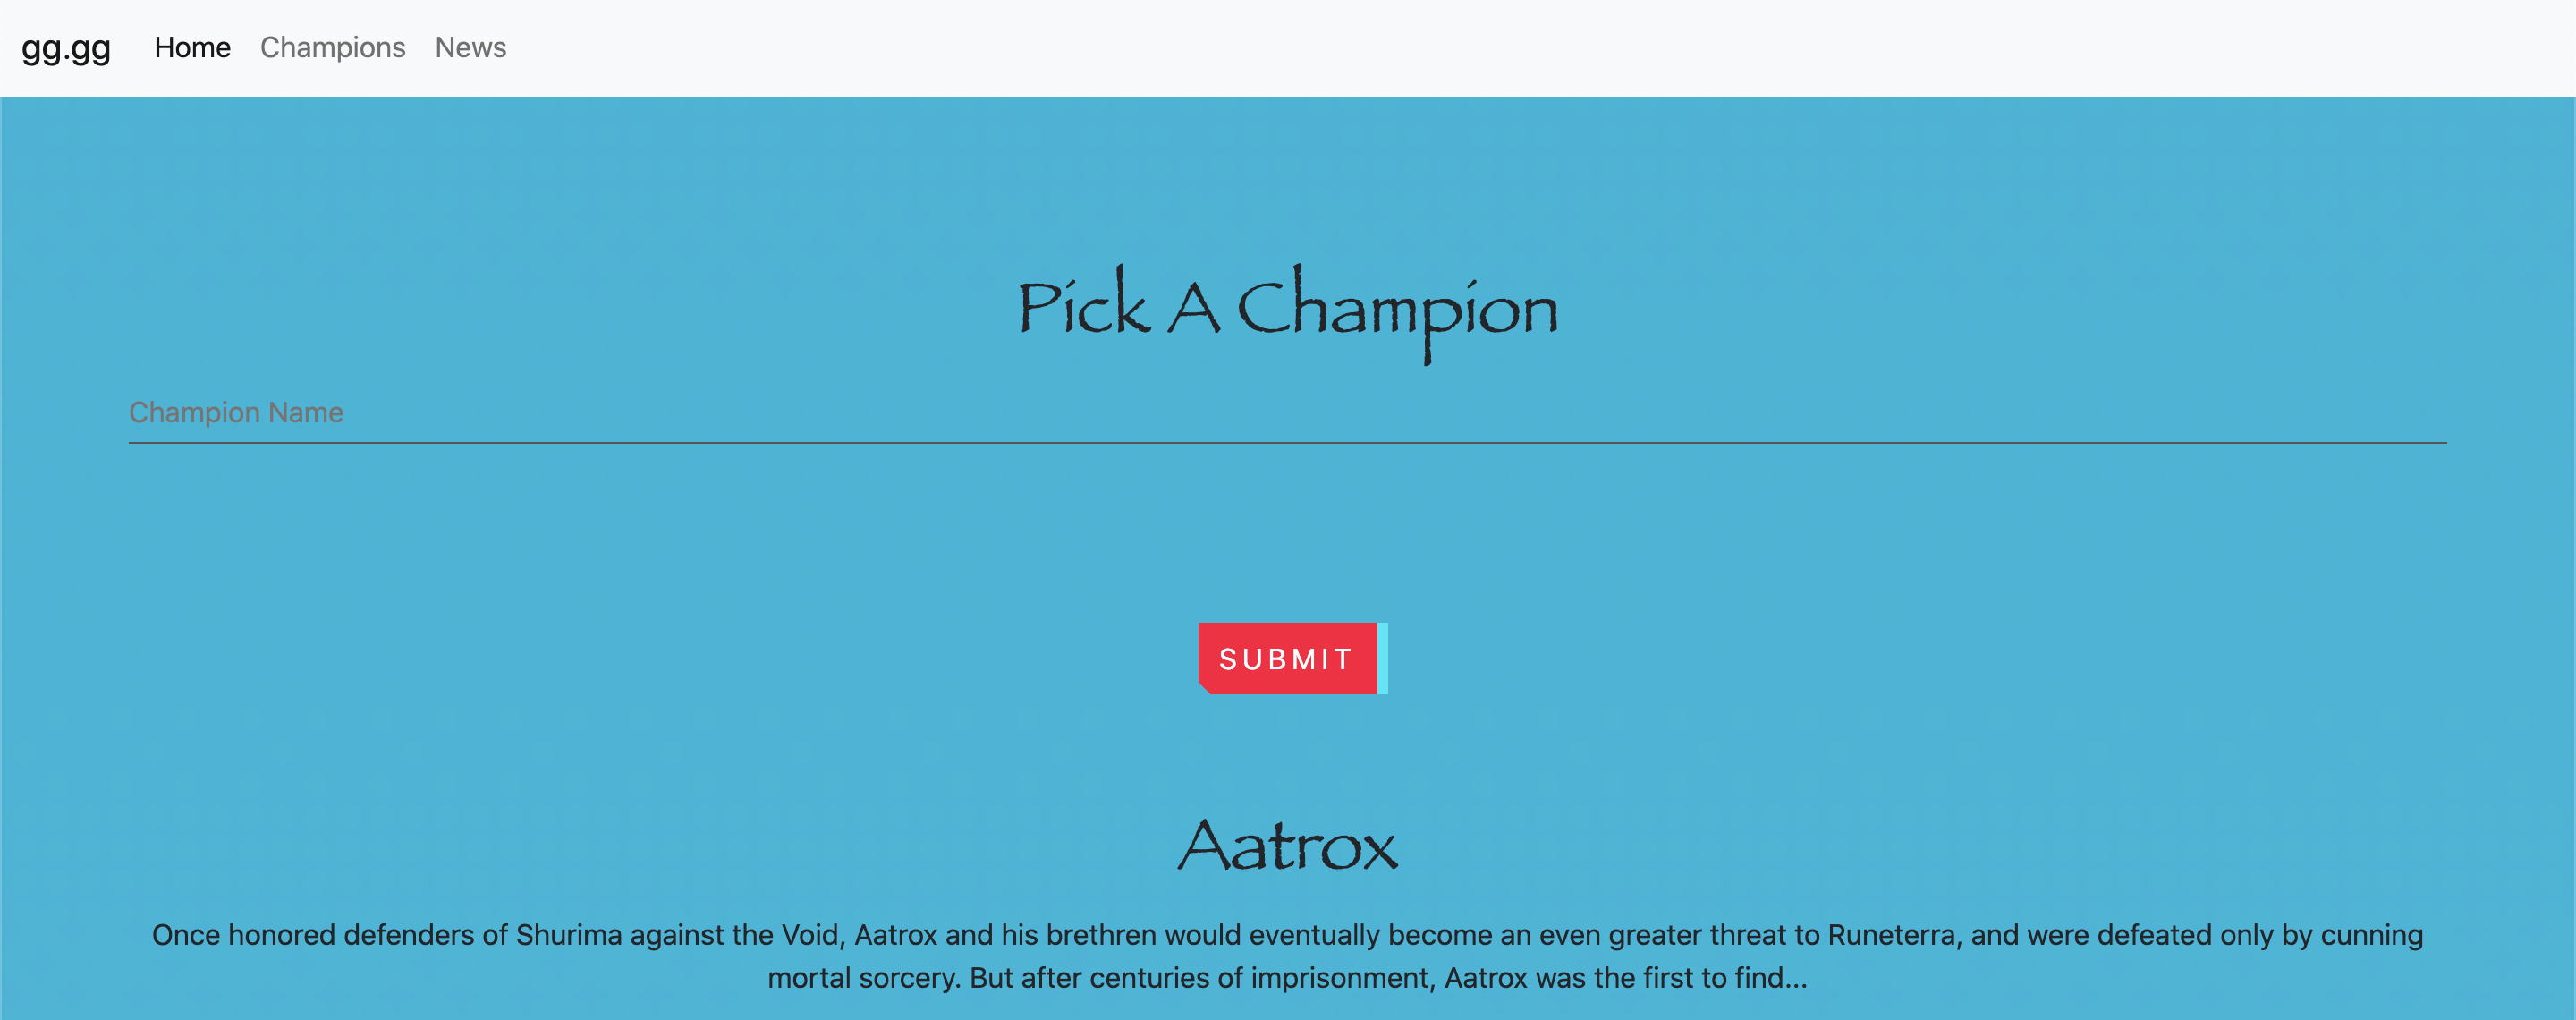 gg.gg Home Champions News
Pick A Champion
Champion Name
SUBMIT
Aatrox
Once honored defenders of Shurima against the Void, Aatrox and his brethren would eventually become an even greater threat to Runeterra, and were defeated only by cunning
mortal sorcery. But after centuries of imprisonment, Aatrox was the first to find...